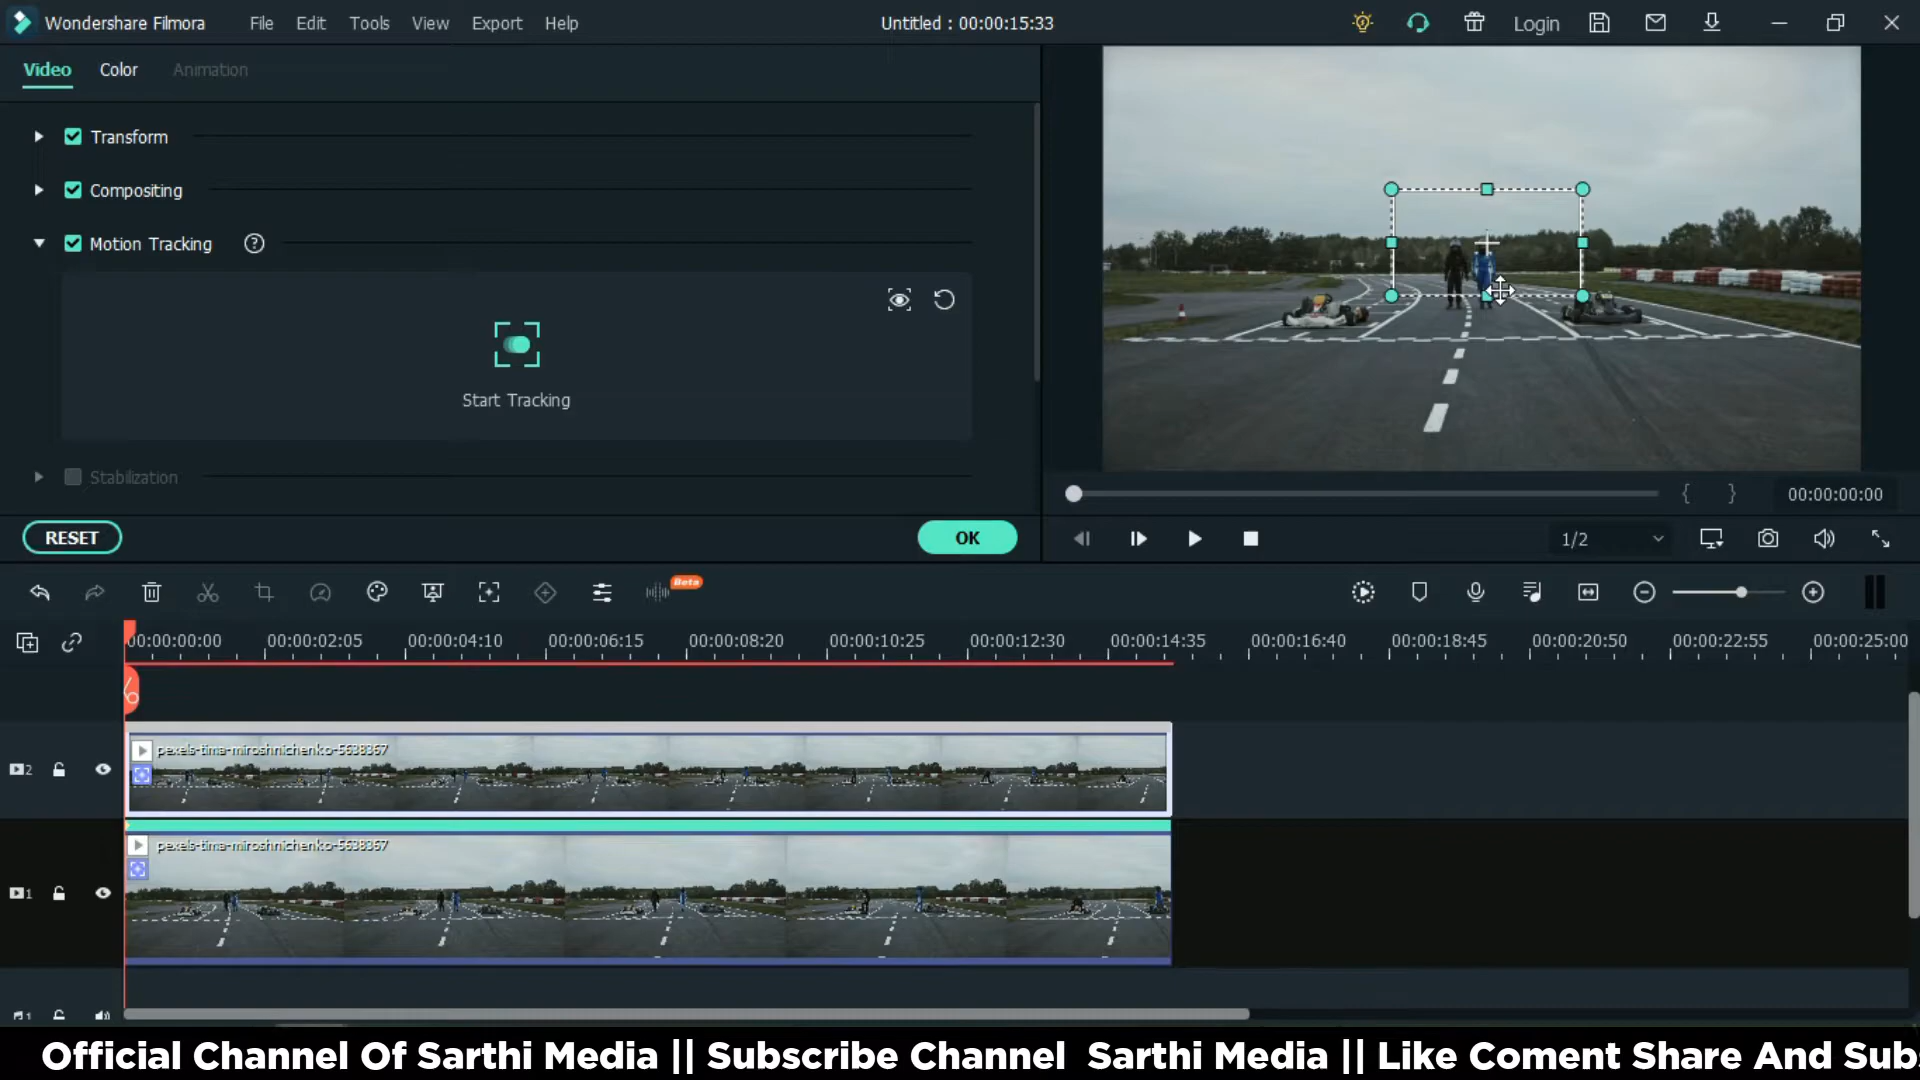 Wondershare Filmora File Edit Tools View Export Help Untitled : 00:00:15:33 Login
Video Color Animation
Transform
Compositing
Motion Tracking
Start Tracking
Stabilization
00:00:00:00
RESET OK
1/2
Beta
00:00:00:00 00:00:02:05 00:00:04:10 00:00:06:15 00:00:08:20 00:00:10:25 00:00:12:30 00:00:14:35 00:00:16:40 00:00:18:45 00:00:20:50 00:00:22:55 00:00:25:00
pexels-tima-miroshnichenko-5638367
2
pexels-tima-miroshnichenko-5638367
1
1
Official Channel Of Sarthi Media || Subscribe Channel Sarthi Media || Like Coment Share And Subs